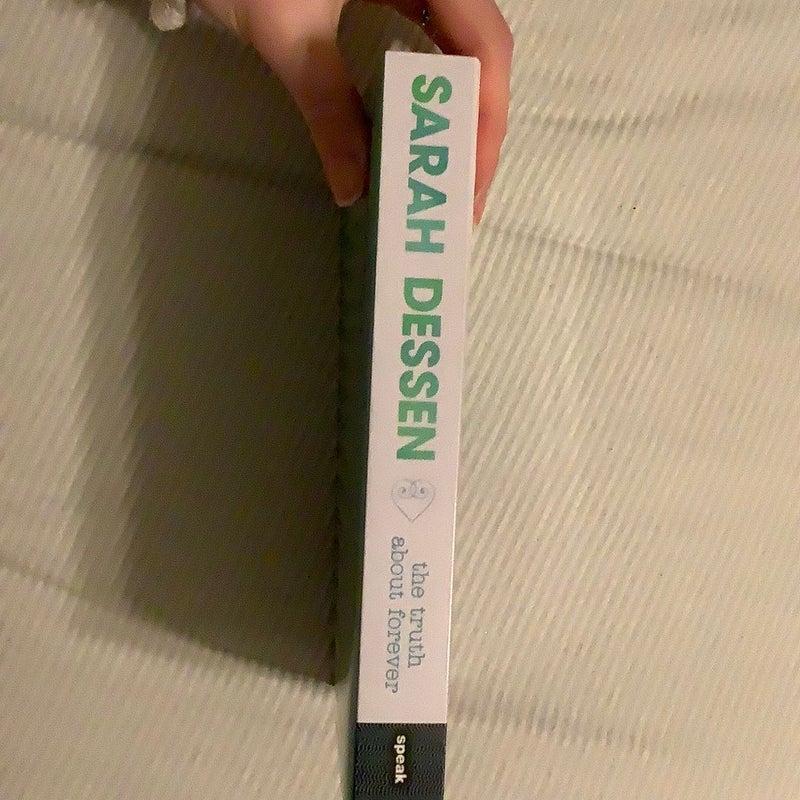 SARAH DESSEN
the truth
about forever
speak